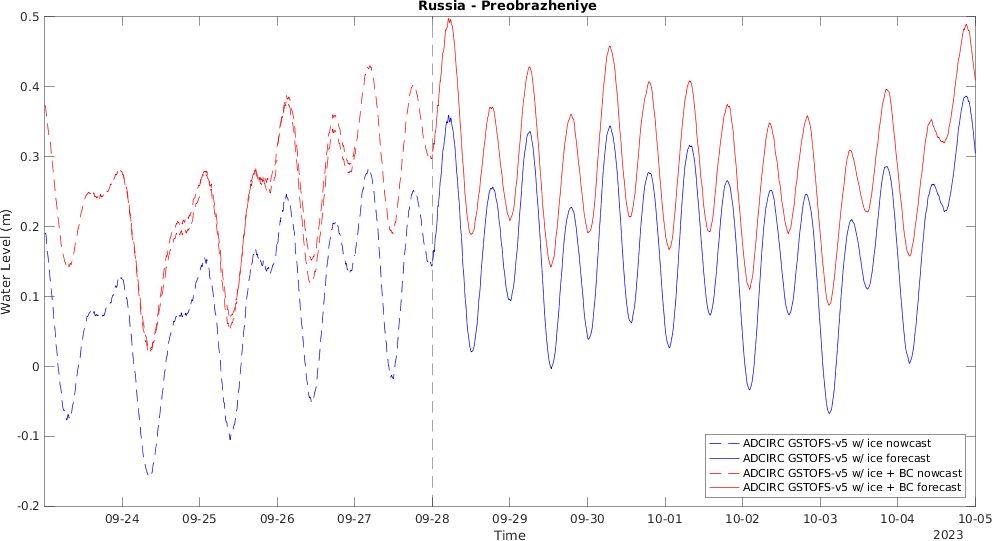 Russia - Preobrazheniye
Water Level (m)
0.5
0.4
0.3
0.2
0.1
0
-0.1
-0.2
ADCIRC GSTOFS-v5 w/ ice nowcast
ADCIRC GSTOFS-v5 w/ ice forecast
ADCIRC GSTOFS-v5 w/ ice + BC nowcast
ADCIRC GSTOFS-v5 w/ ice + BC forecast
09-24 09-25 09-26 09-27 09-28 09-29 09-30 10-01 10-02 10-03 10-04 10-05
Time
2023